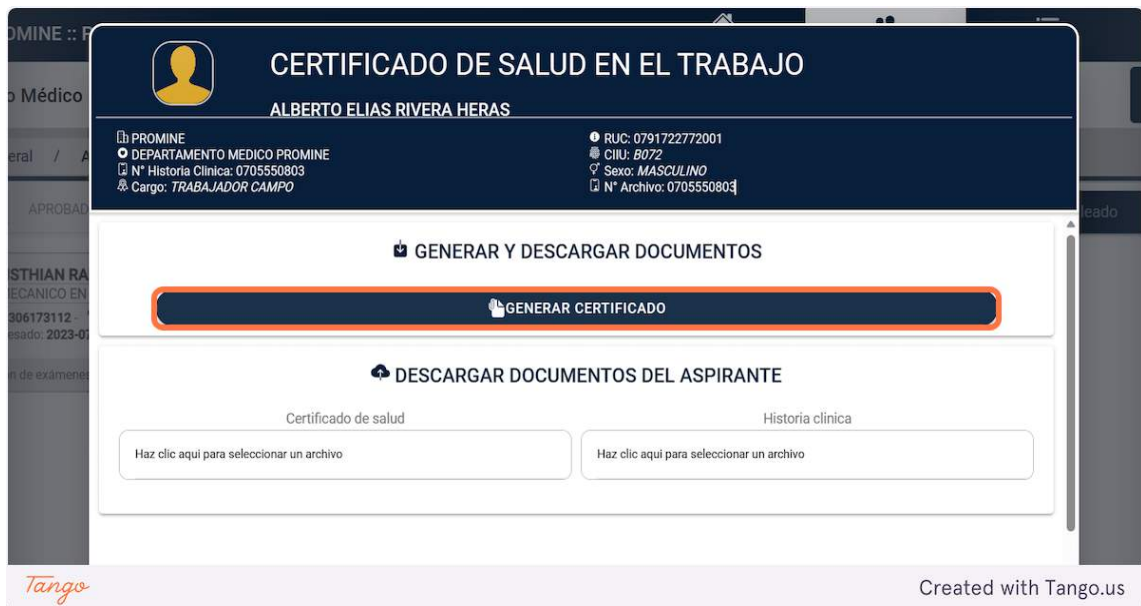 OMINE :: P
CERTIFICADO DE SALUD EN EL TRABAJO
o Médico
ALBERTO ELIAS RIVERA HERAS
PROMINE
RUC: 0791722772001
eral / A
DEPARTAMENTO MEDICO PROMINE
CIIU: B072
N° Historia Clinica: 0705550803
Sexo: MASCULINO
Cargo: TRABAJADOR CAMPO
N° Archivo: 0705550803
APROBAD
leado
GENERAR Y DESCARGAR DOCUMENTOS
STHIAN RA
MECANICO EN
GENERAR CERTIFICADO
306173112 -
esado: 2023-07
DESCARGAR DOCUMENTOS DEL ASPIRANTE
n de exámenes
Certificado de salud
Historia clinica
Haz clic aqui para seleccionar un archivo
Haz clic aqui para seleccionar un archivo
Tango
Created with Tango.us